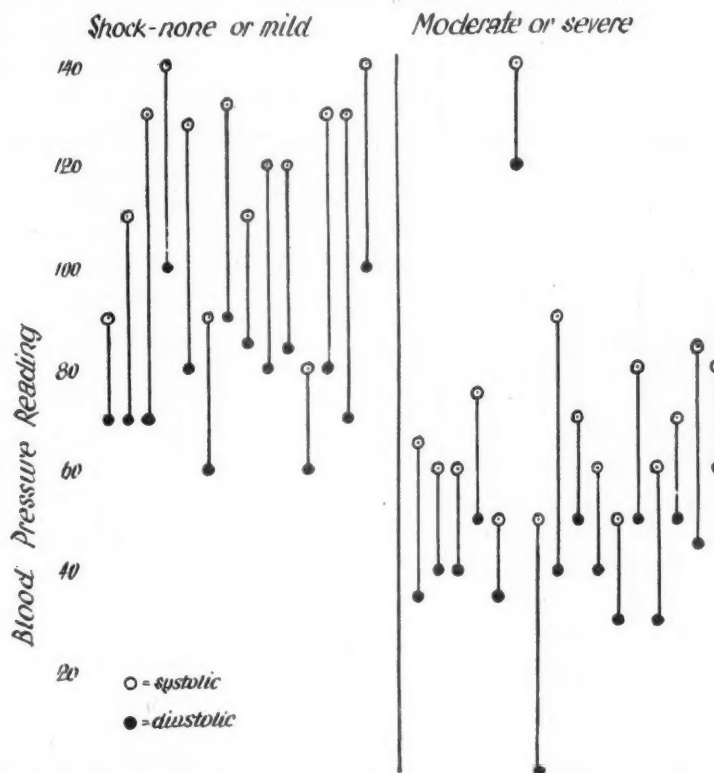 Shock-none or mild
Moderate or severe
140
120
100
80
60
40
20
Blood Pressure Reading
o = systolic
● = diastolic